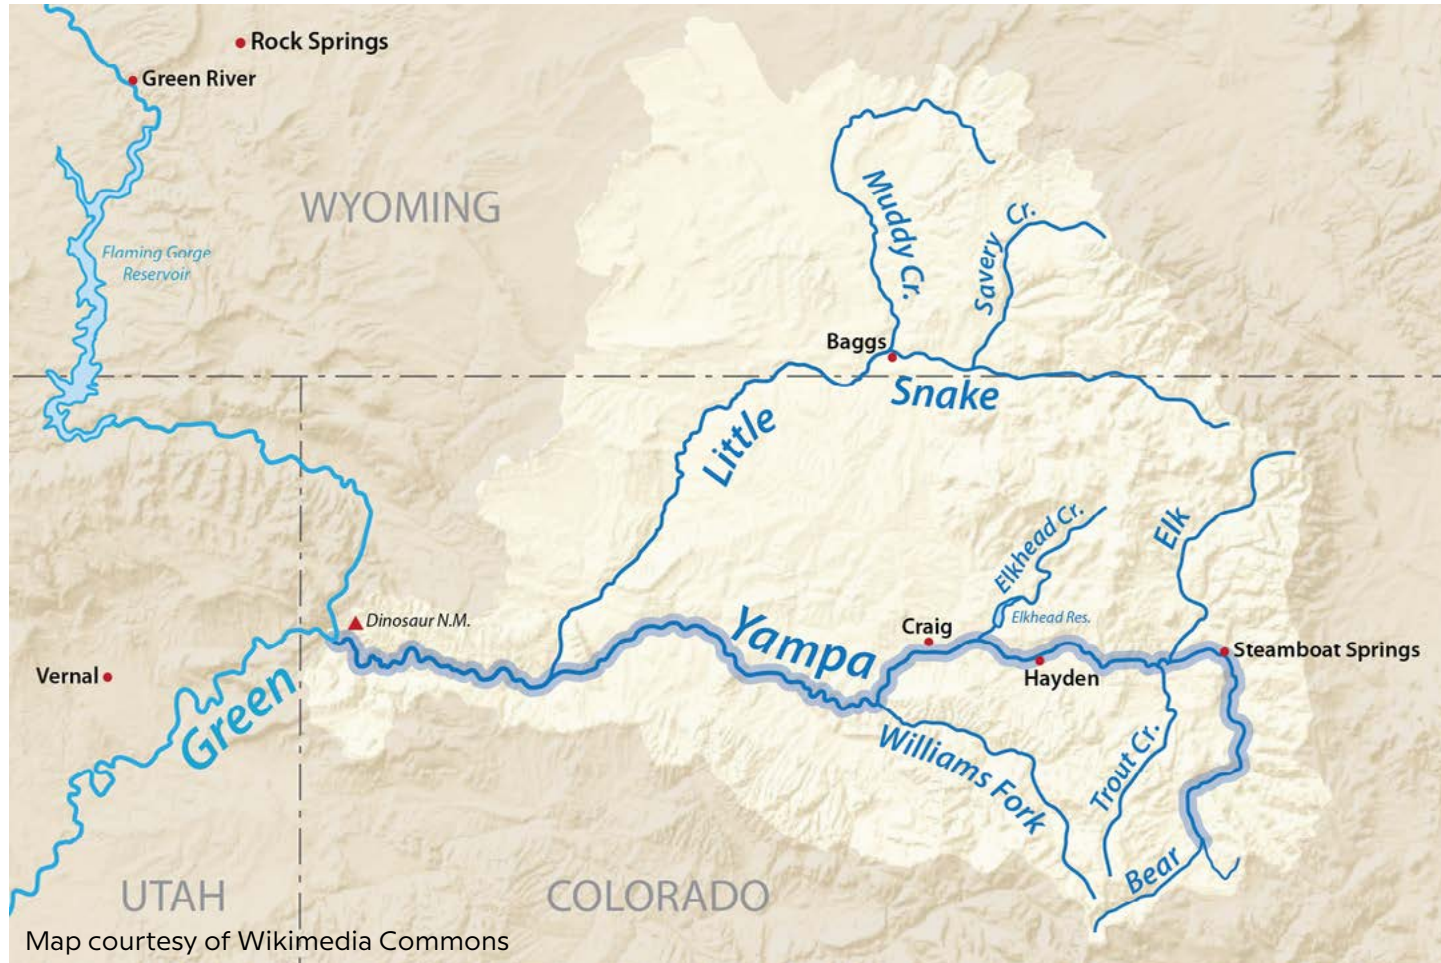 Rock Springs
Green River
WYOMING
Muddy Cr.
Savery Cr.
Flaming Gorge
Reservoir
Baggs
Snake
Little
Elkhead Cr.
Elk
Dinosaur N.M.
Yampa
Craig
Elkhead Res.
Steamboat Springs
Hayden
Vernal
Green
Williams Fork
Trout Cr.
Bear
UTAH
COLORADO
Map courtesy of Wikimedia Commons